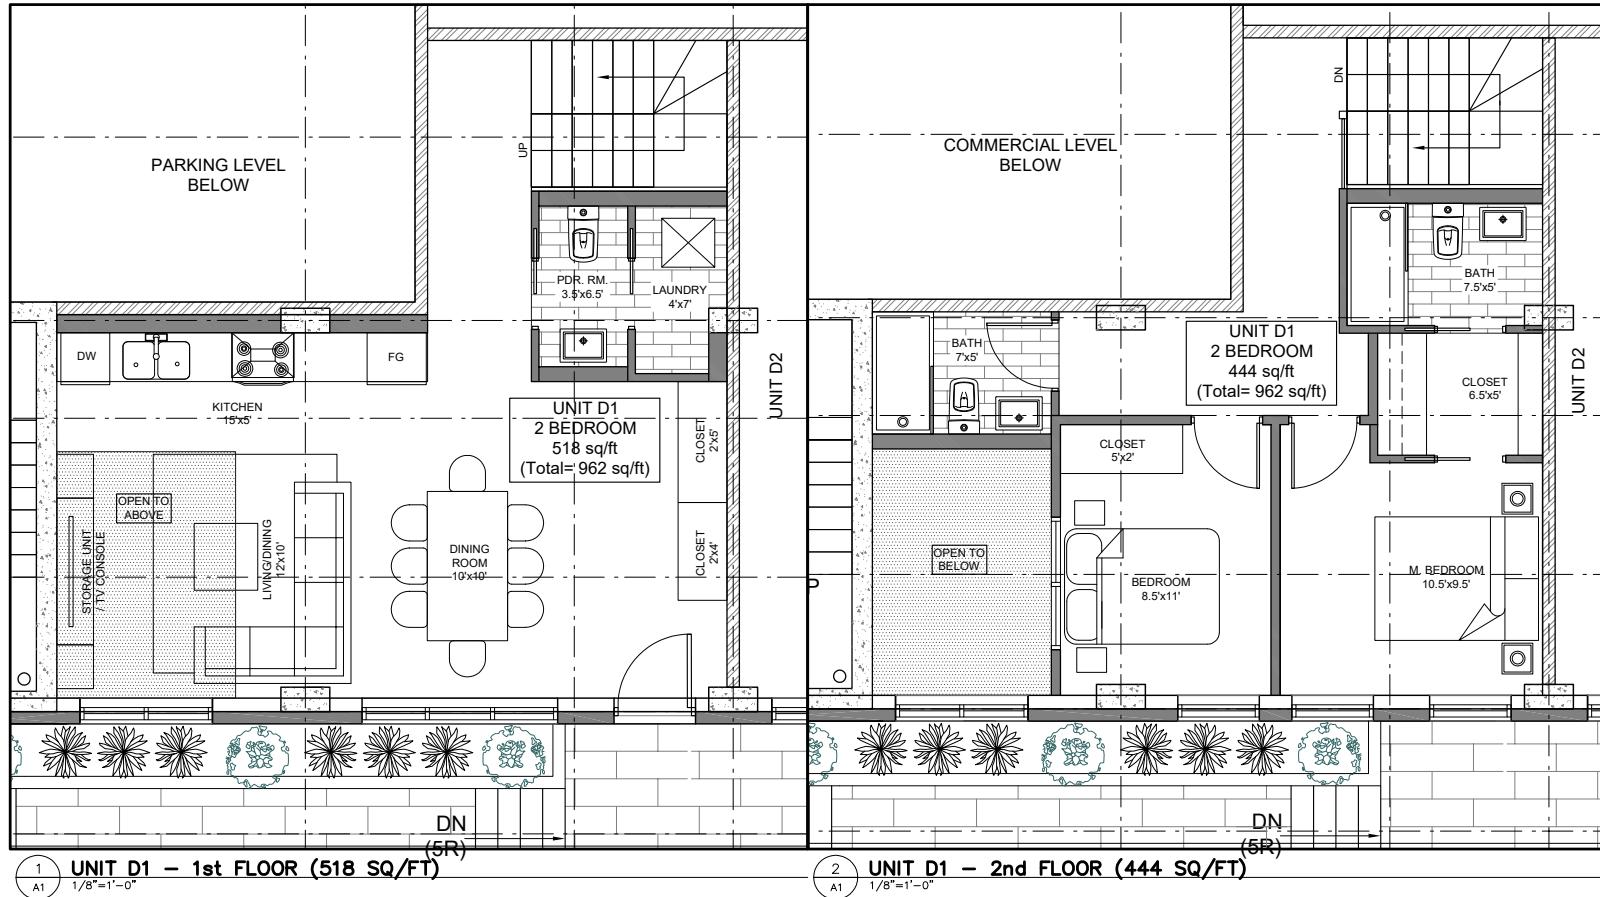 PARKING LEVEL
BELOW
UP
PDR. RM.
3.5'x6.5'
LAUNDRY
4'x7'
DW
FG
KITCHEN
15'x5'
UNIT D1
2 BEDROOM
518 sq/ft
(Total= 962 sq/ft)
CLOSET
2'x5'
UNIT D2
OPEN TO
ABOVE
STORAGE UNIT
/ TV CONSOLE
LIVING/DINING
12'x10'
DINING
ROOM
10'x10'
CLOSET
2'x4'
DN
(5R)
1
A1
UNIT D1 – 1st FLOOR (518 SQ/FT)
1/8"=1'-0"
COMMERCIAL LEVEL
BELOW
DN
BATH
7.5'x5'
BATH
7'x5'
UNIT D1
2 BEDROOM
444 sq/ft
(Total= 962 sq/ft)
CLOSET
6.5'x5'
UNIT D2
CLOSET
5'x2'
OPEN TO
BELOW
BEDROOM
8.5'x11'
M. BEDROOM
10.5'x9.5'
DN
(5R)
2
A1
UNIT D1 – 2nd FLOOR (444 SQ/FT)
1/8"=1'-0"